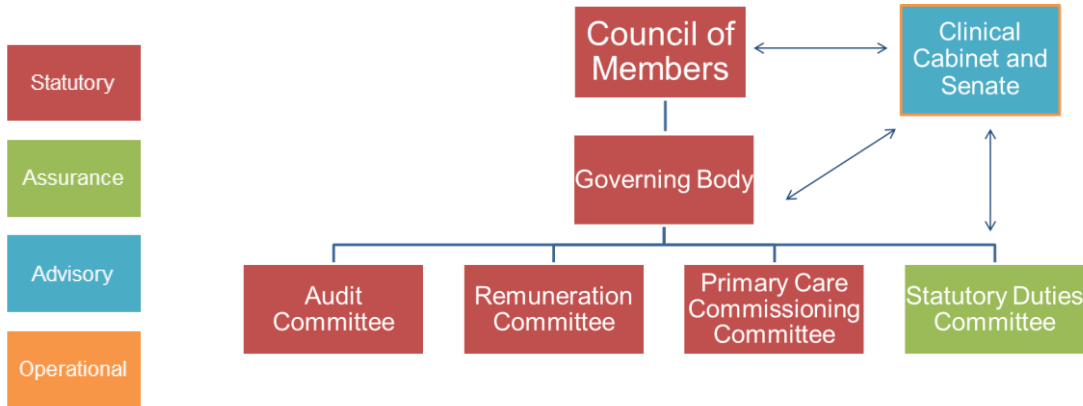 Statutory
Assurance
Advisory
Operational
Council of
Members
Clinical
Cabinet and
Senate
Governing Body
Audit
Committee
Remuneration
Committee
Primary Care
Commissioning
Committee
Statutory Duties
Committee